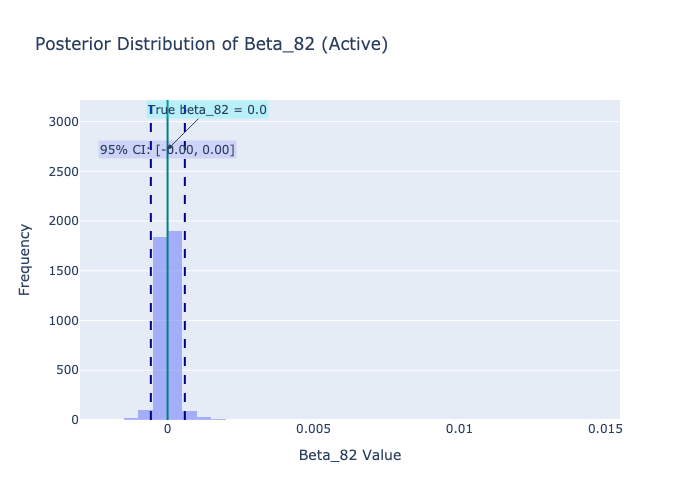 Posterior Distribution of Beta_82 (Active)
True beta_82 = 0.0
95% CI: [-0.00, 0.00]
3000
2500
2000
1500
1000
500
0
Frequency
0
0.005
0.01
0.015
Beta_82 Value